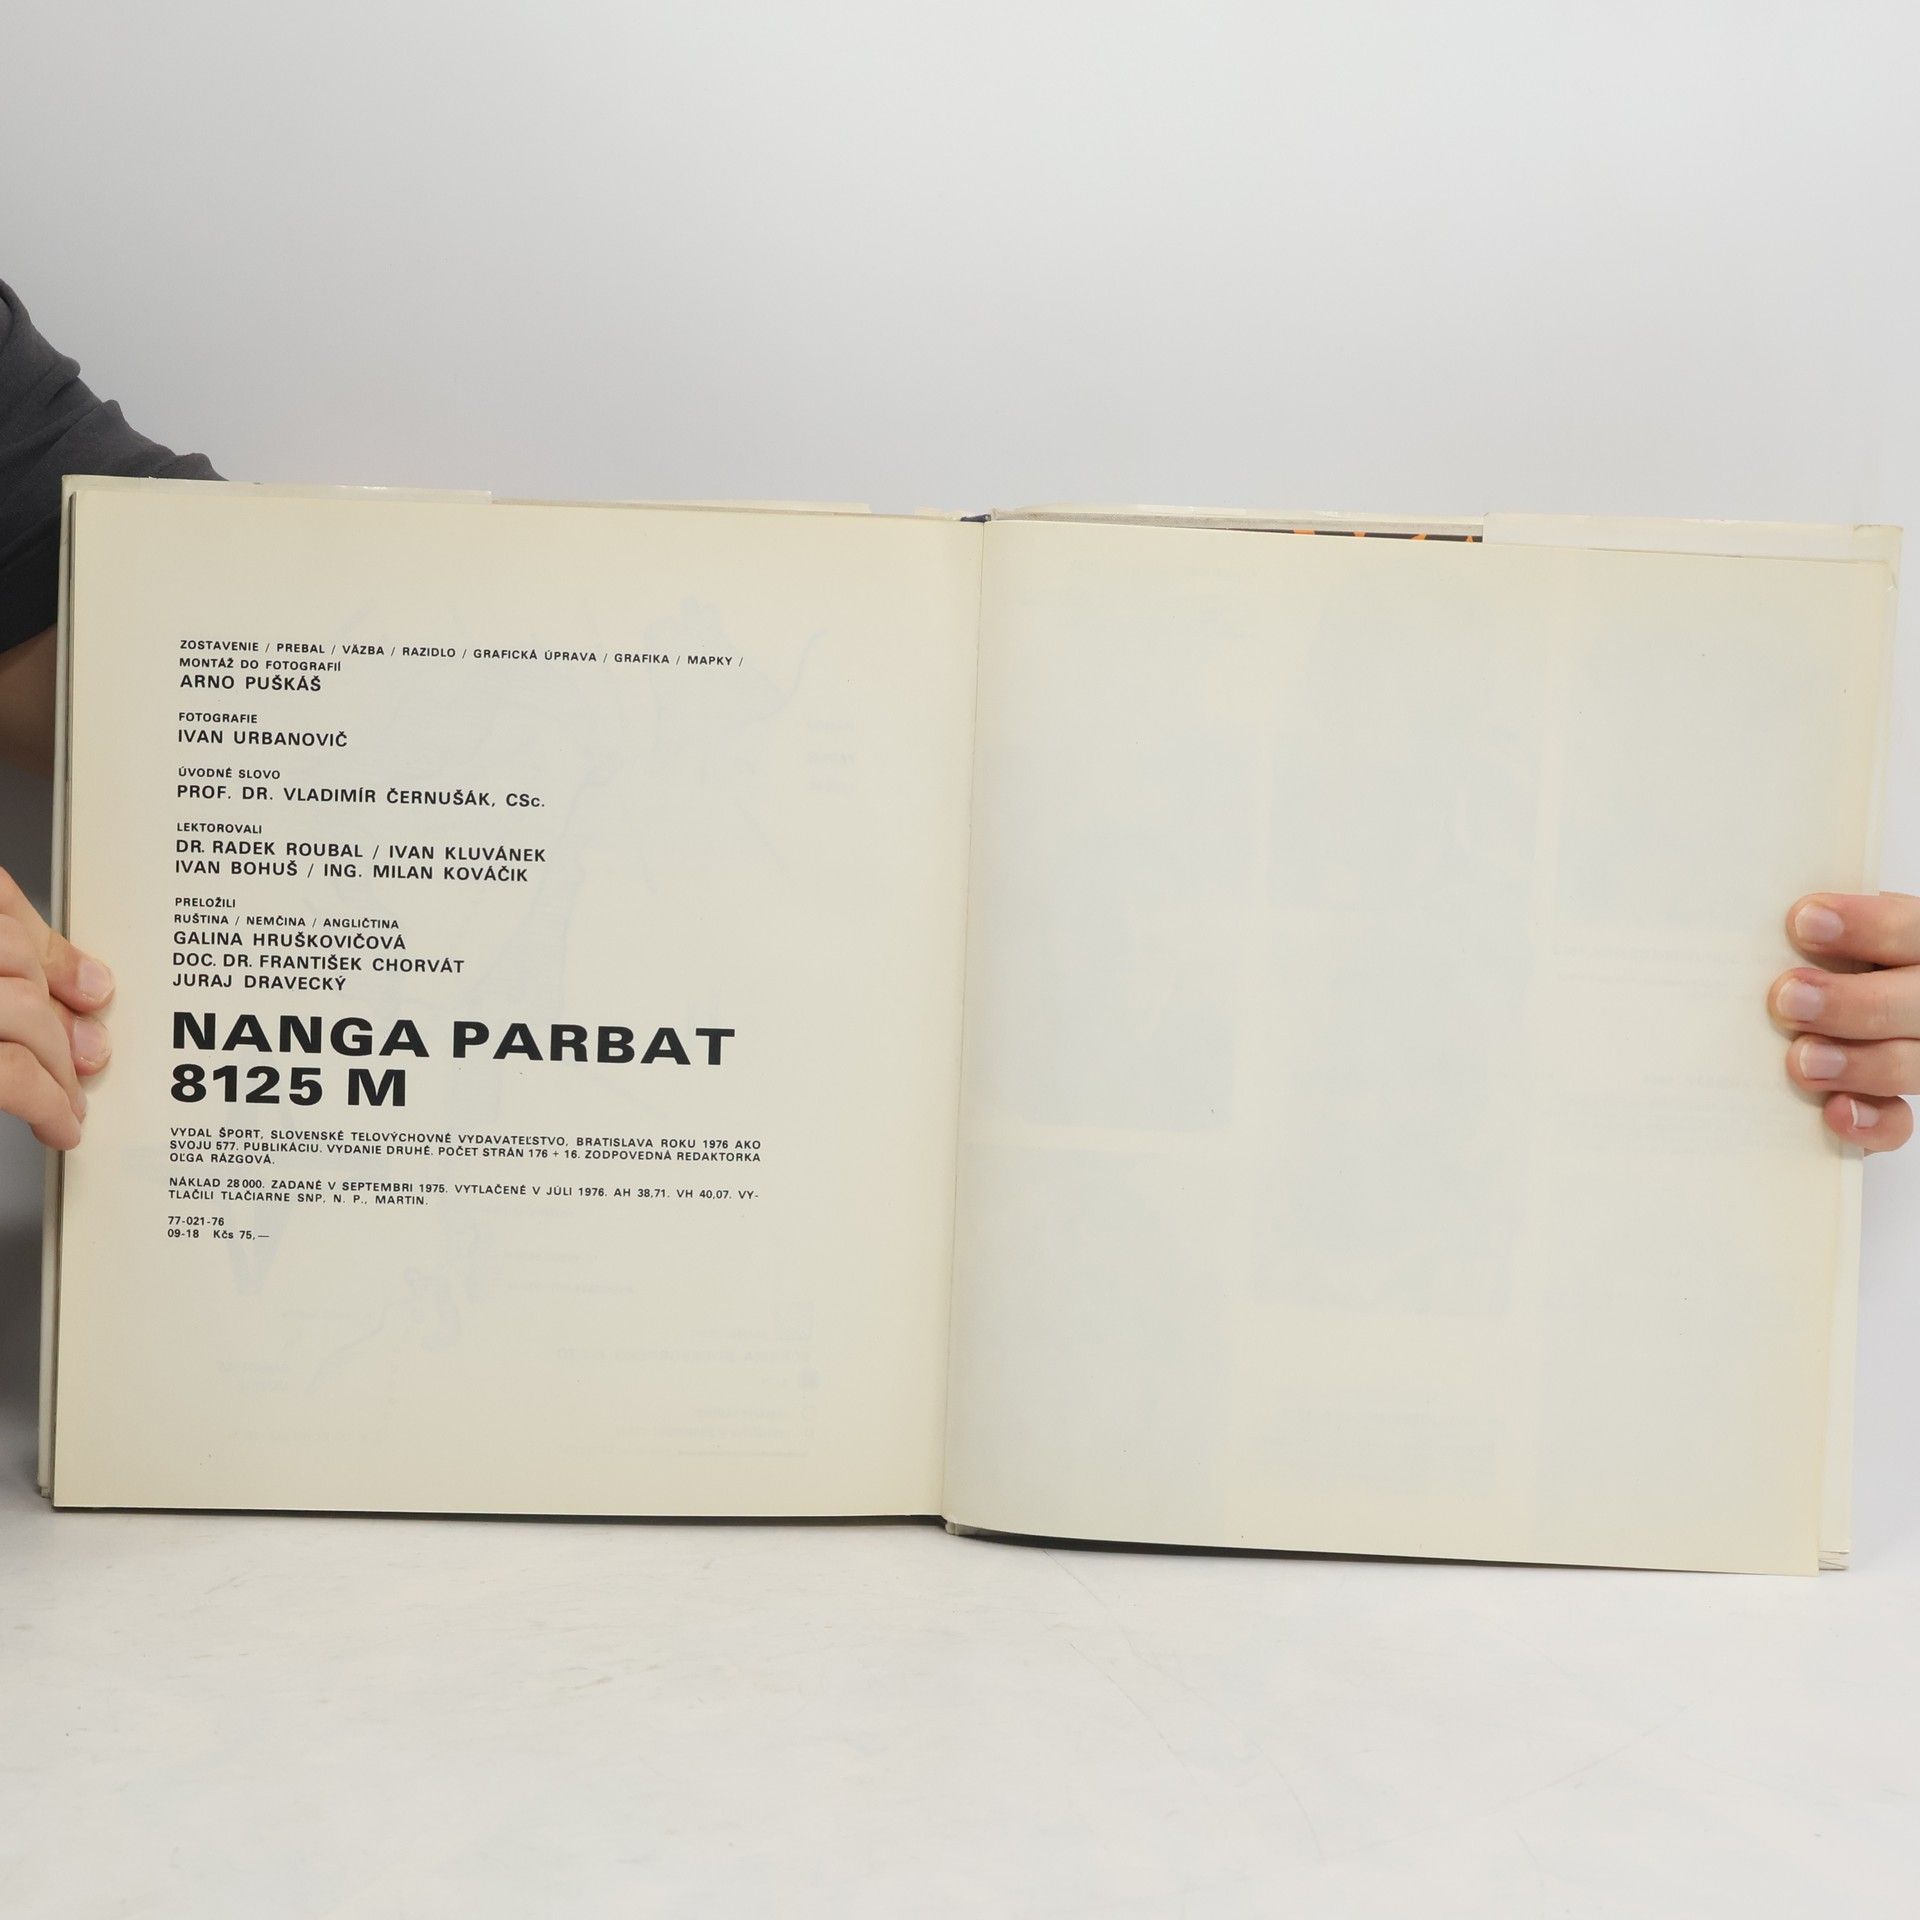 ZOSTAVENIE / PREBAL / VÄZBA / RAZIDLO / GRAFICKÁ ÚPRAVA / GRAFIKA / MAPKY /
MONTÁŽ DO FOTOGRAFIÍ
ARNO PUŠKÁŠ
FOTOGRAFIE
IVAN URBANOVIČ
ÚVODNÉ SLOVO
PROF. DR. VLADIMÍR ČERNUŠÁK, CSc.
LEKTOROVALI
DR. RADEK ROUBAL / IVAN KLUVÁNEK
IVAN BOHUŠ / ING. MILAN KOVÁČIK
PRELOŽILI
RUŠTINA / NEMČINA / ANGLIČTINA
GALINA HRUŠKOVIČOVÁ
DOC. DR. FRANTIŠEK CHORVÁT
JURAJ DRAVECKÝ
NANGA PARBAT
8125 M
VYDAL ŠPORT, SLOVENSKÉ TELOVÝCHOVNÉ VYDAVATEĽSTVO, BRATISLAVA ROKU 1976 AKO
SVOJU 577. PUBLIKÁCIU. VYDANIE DRUHÉ. POČET STRÁN 176 + 16. ZODPOVEDNÁ REDAKTORKA
OĽGA RÁZGOVÁ.
NÁKLAD 28 000. ZADANÉ V SEPTEMBRI 1975. VYTLAČENÉ V JÚLI 1976. AH 38,71. VH 40,07. VY-
TLAČILI TLAČIARNE SNP, N. P., MARTIN.
77-021-76
09-18 Kčs 75,—